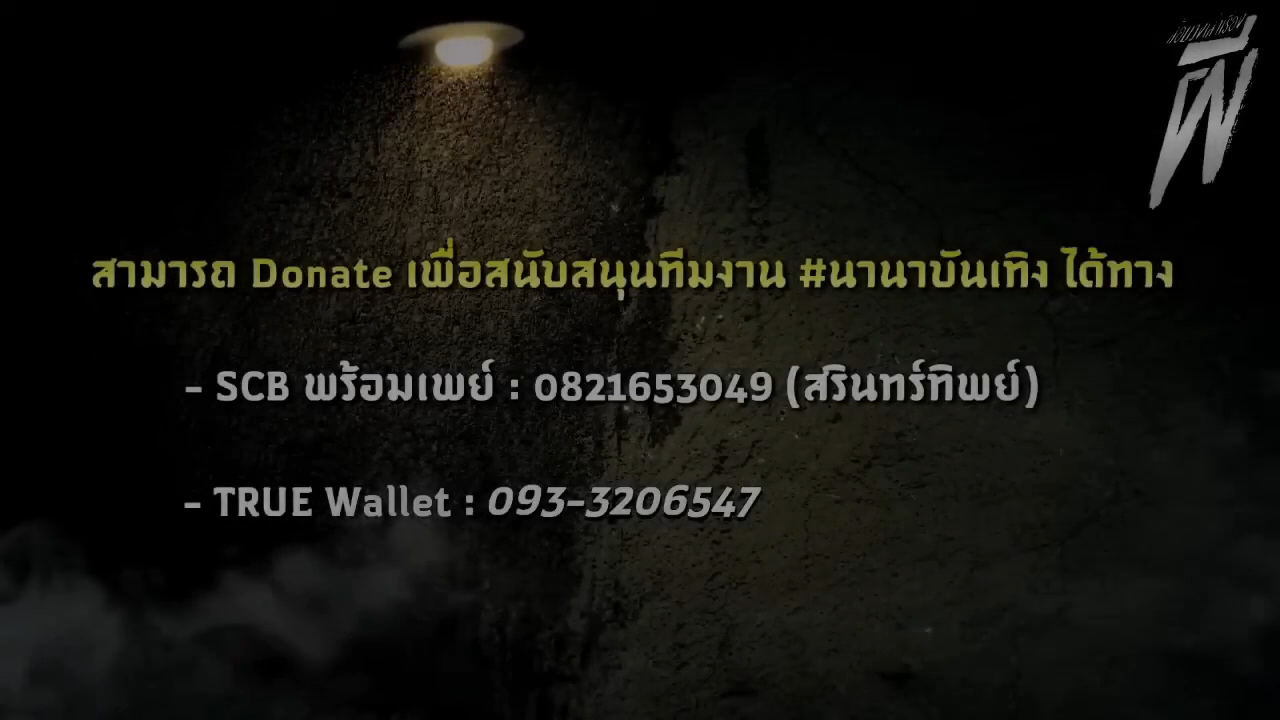 ผี
สามารถ Donate เพื่อสนับสนุนทีมงาน #นานาบันเทิง ได้ทาง
- SCB พร้อมเพย์ : 0821653049 (สรินทร์ทิพย์)
- TRUE Wallet : 093-3206547